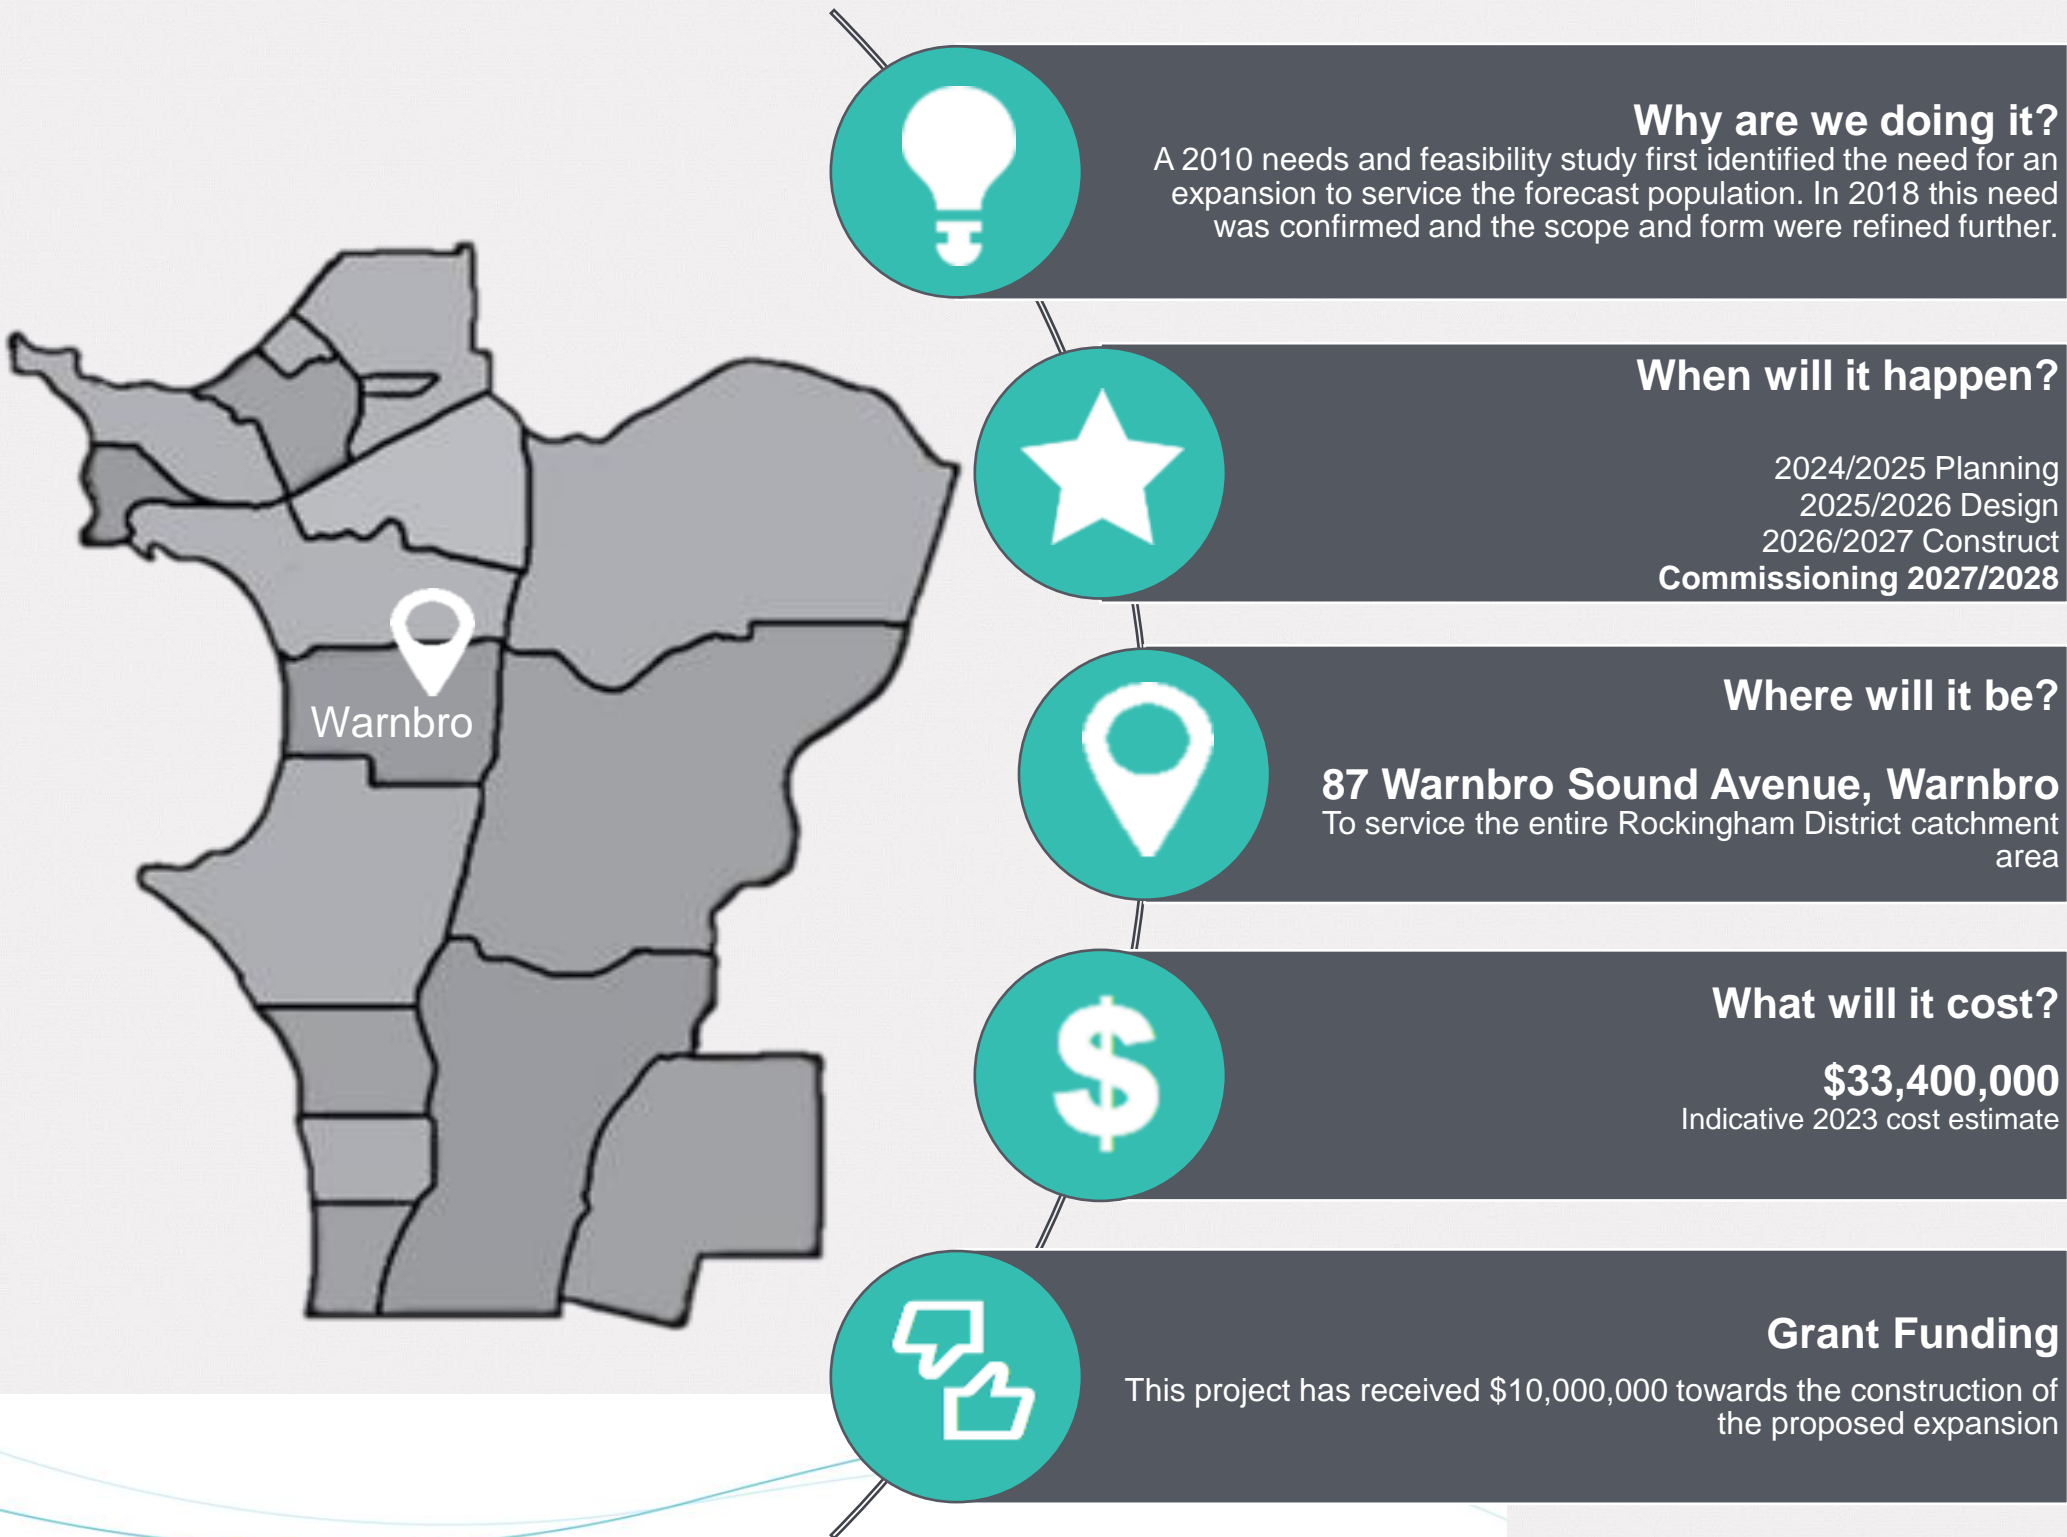 Why are we doing it?
A 2010 needs and feasibility study first identified the need for an
expansion to service the forecast population. In 2018 this need
was confirmed and the scope and form were refined further.
When will it happen?
2024/2025 Planning
2025/2026 Design
2026/2027 Construct
Commissioning 2027/2028
Where will it be?
87 Warnbro Sound Avenue, Warnbro
To service the entire Rockingham District catchment
area
Warnbro
What will it cost?
$33,400,000
Indicative 2023 cost estimate
Grant Funding
This project has received $10,000,000 towards the construction of
the proposed expansion